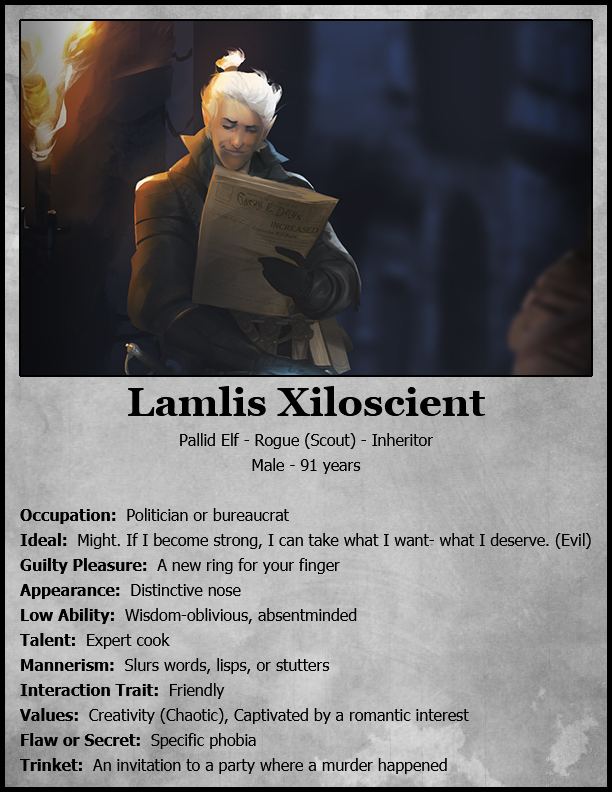 INCREASED
Lamlis Xiloscient
Pallid Elf - Rogue (Scout) - Inheritor
Male - 91 years
Occupation: Politician or bureaucrat
Ideal: Might. If I become strong, I can take what I want- what I deserve. (Evil)
Guilty Pleasure: A new ring for your finger
Appearance: Distinctive nose
Low Ability: Wisdom-oblivious, absentminded
Talent: Expert cook
Mannerism: Slurs words, lisps, or stutters
Interaction Trait: Friendly
Values: Creativity (Chaotic), Captivated by a romantic interest
Flaw or Secret: Specific phobia
Trinket: An invitation to a party where a murder happened